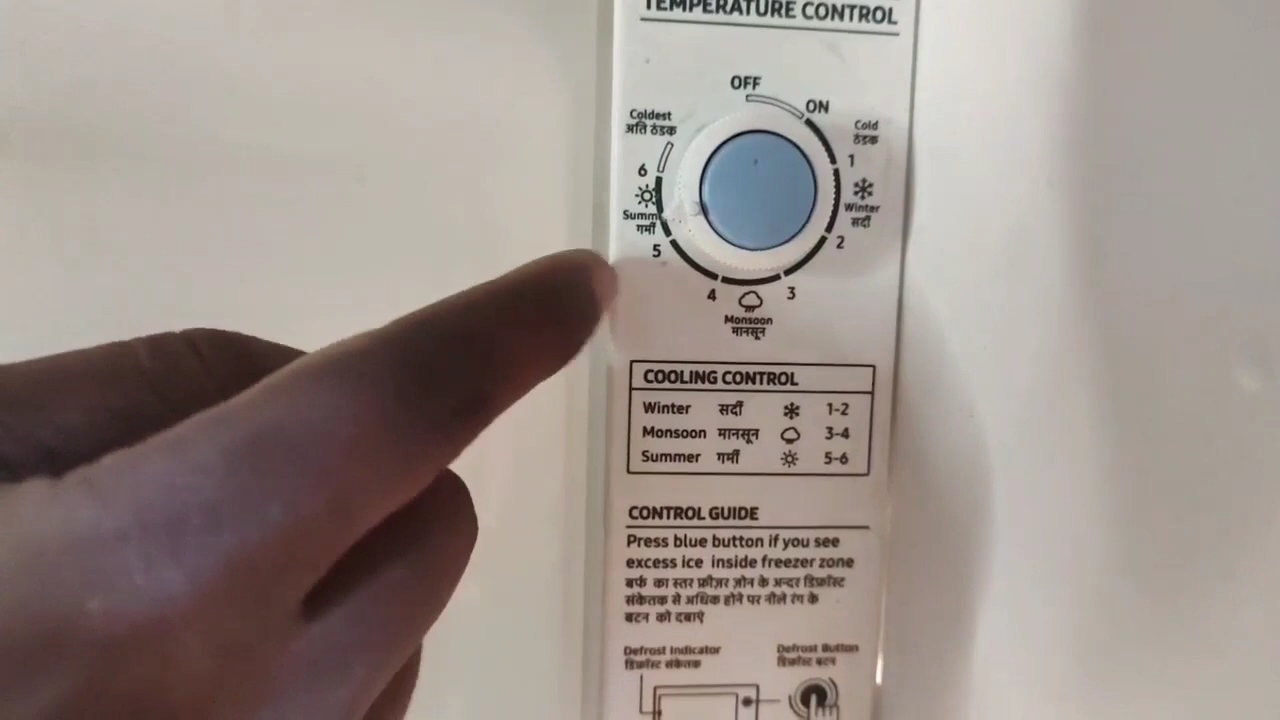 TEMPERATURE CONTROL
OFF
ON
Coldest
अति ठंडक
Cold
ठंडक
6
1
Summ
गर्मी
Winter
सर्दी
5
2
4
3
Monsoon
मानसून
COOLING CONTROL
Winter सर्दी 1-2
Monsoon मानसून 3-4
Summer गर्मी 5-6
CONTROL GUIDE
Press blue button if you see
excess ice inside freezer zone
बर्फ का स्तर फ्रीज़र ज़ोन के अन्दर डिफ्रॉस्ट
संकेतक से अधिक होने पर नीले रंग के
बटन को दबाएं
Defrost Indicator
डिफ्रॉस्ट संकेतक
Defrost Button
डिफ्रॉस्ट बटन